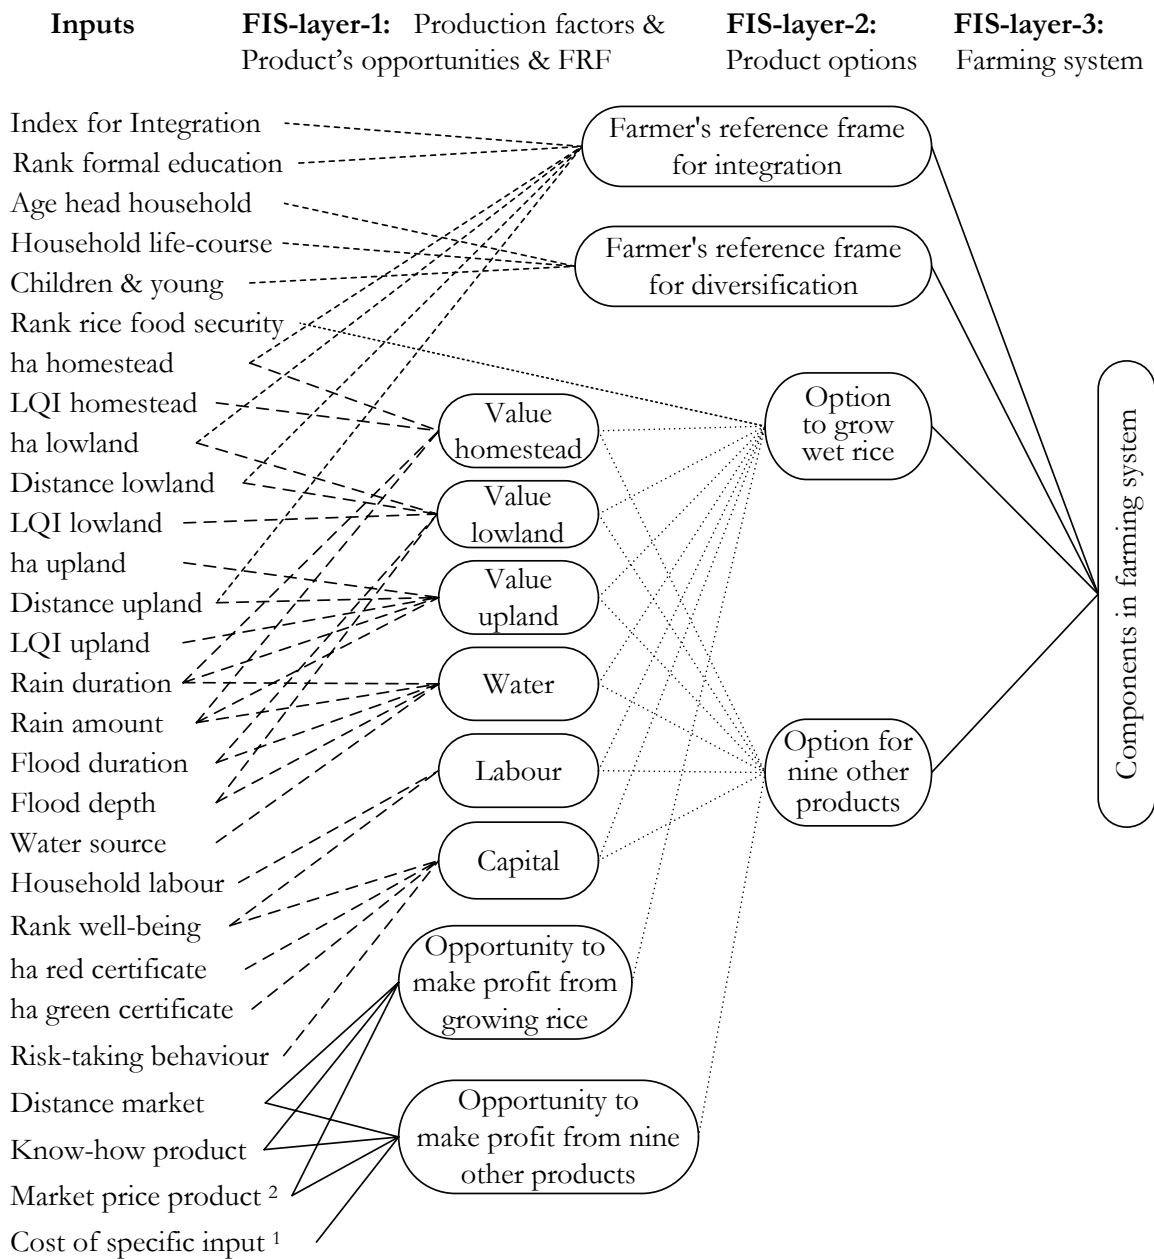 Inputs
FIS-layer-1: Production factors &
Product’s opportunities & FRF
FIS-layer-2:
Product options
FIS-layer-3:
Farming system
Index for Integration
Rank formal education
Age head household
Household life-course
Children & young
Rank rice food security
ha homestead
LQI homestead
ha lowland
Distance lowland
LQI lowland
ha upland
Distance upland
LQI upland
Rain duration
Rain amount
Flood duration
Flood depth
Water source
Household labour
Rank well-being
ha red certificate
ha green certificate
Risk-taking behaviour
Distance market
Know-how product
Market price product ²
Cost of specific input ¹
Farmer's reference frame
for integration
Farmer's reference frame
for diversification
Value
homestead
Value
lowland
Value
upland
Water
Labour
Capital
Opportunity to
make profit from
growing rice
Opportunity to
make profit from nine
other products
Option
to grow
wet rice
Option for
nine other
products
Components in farming system